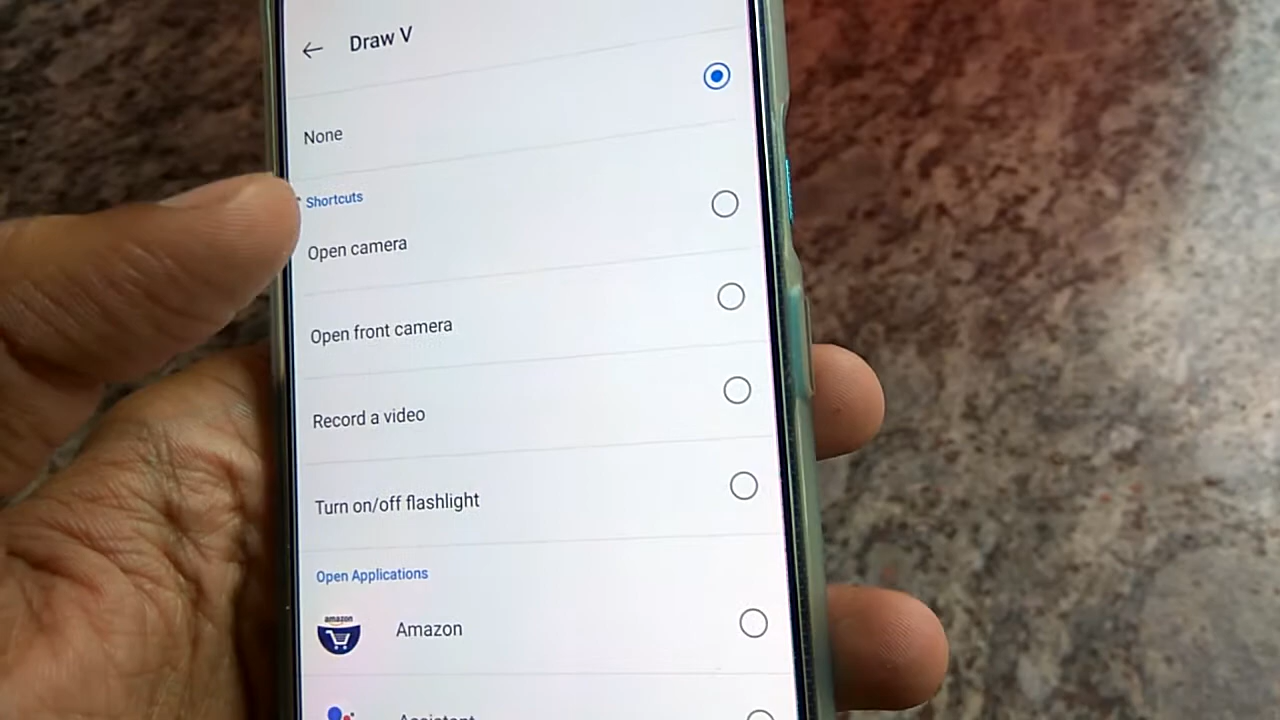 Draw V
None
Shortcuts
Open camera
Open front camera
Record a video
Turn on/off flashlight
Open Applications
amazon
Amazon
Assistant